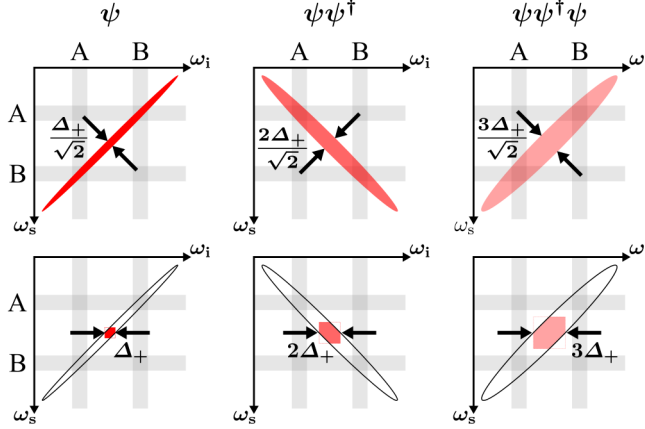 ψ ψψ† ψψ†ψ
A B ωᵢ A B ωᵢ A B ω
A
B
Δ₊/√2 2Δ₊/√2 3Δ₊/√2
ωₛ ωₛ ωₛ
ωᵢ ωᵢ ω
A
B
Δ₊ 2Δ₊ 3Δ₊
ωₛ ωₛ ωₛ